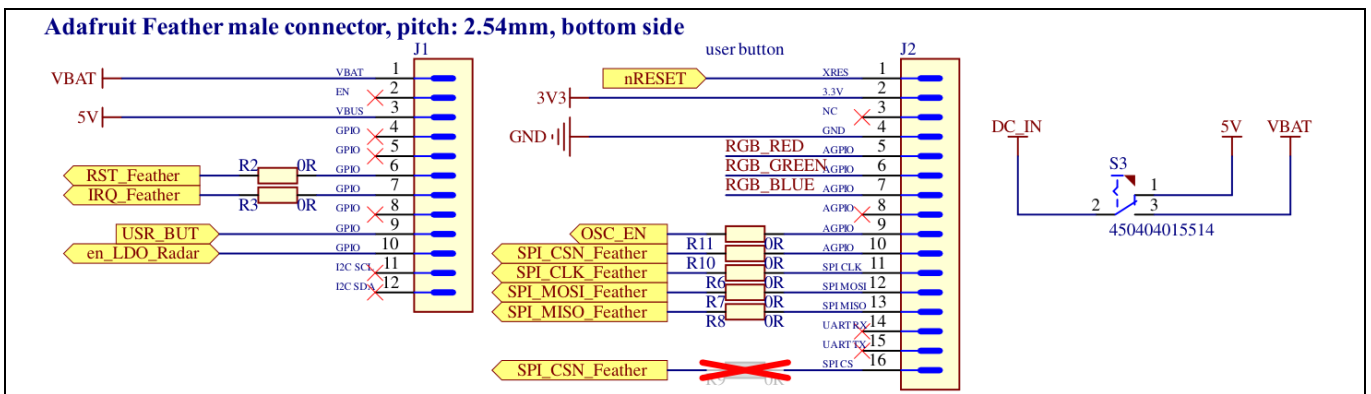 Adafruit Feather male connector, pitch: 2.54mm, bottom side
J1
VBAT
VBAT 1
EN 2
5V
VBUS 3
GPIO 4
GPIO 5
RST_Feather
R2 0R
GPIO 6
IRQ_Feather
R3 0R
GPIO 7
GPIO 8
USR_BUT
GPIO 9
en_LDO_Radar
GPIO 10
I2C SCL 11
I2C SDA 12
user button
J2
nRESET
XRES 1
3V3
3.3V 2
NC 3
GND
GND 4
RGB_RED
AGPIO 5
RGB_GREEN
AGPIO 6
RGB_BLUE
AGPIO 7
AGPIO 8
OSC_EN
AGPIO 9
R11 0R
SPI_CSN_Feather
AGPIO 10
R10 0R
SPI_CLK_Feather
SPI CLK 11
R6 0R
SPI_MOSI_Feather
SPI MOSI 12
R7 0R
SPI_MISO_Feather
SPI MISO 13
R8 0R
UART RX 14
UART TX 15
SPI_CSN_Feather
SPI CS 16
R9 0R
DC_IN
5V
VBAT
S3
1
2
3
450404015514